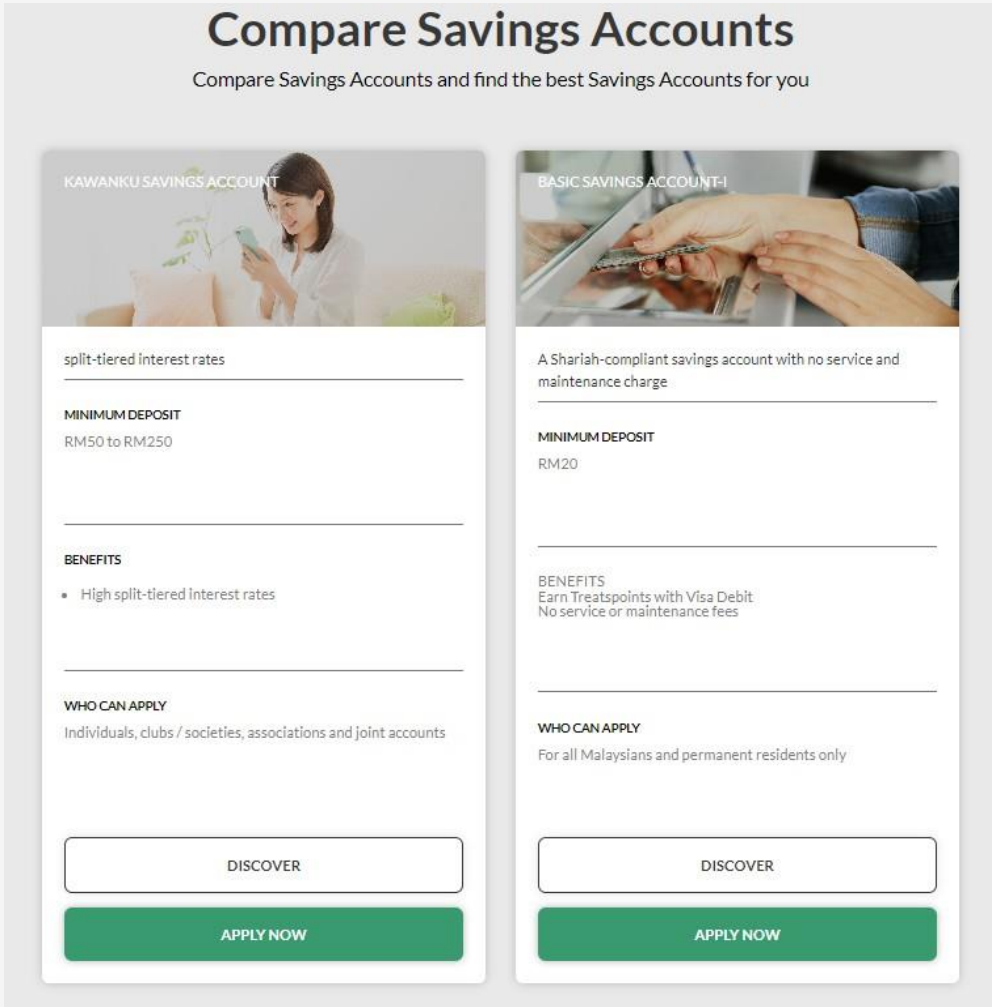 Compare Savings Accounts
Compare Savings Accounts and find the best Savings Accounts for you
KAWANKU SAVINGS ACCOUNT
split-tiered interest rates
MINIMUM DEPOSIT
RM50 to RM250
BENEFITS
• High split-tiered interest rates
WHO CAN APPLY
Individuals, clubs / societies, associations and joint accounts
DISCOVER
APPLY NOW
BASIC SAVINGS ACCOUNT-I
A Shariah-compliant savings account with no service and
maintenance charge
MINIMUM DEPOSIT
RM20
BENEFITS
Earn Treatspoints with Visa Debit
No service or maintenance fees
WHO CAN APPLY
For all Malaysians and permanent residents only
DISCOVER
APPLY NOW